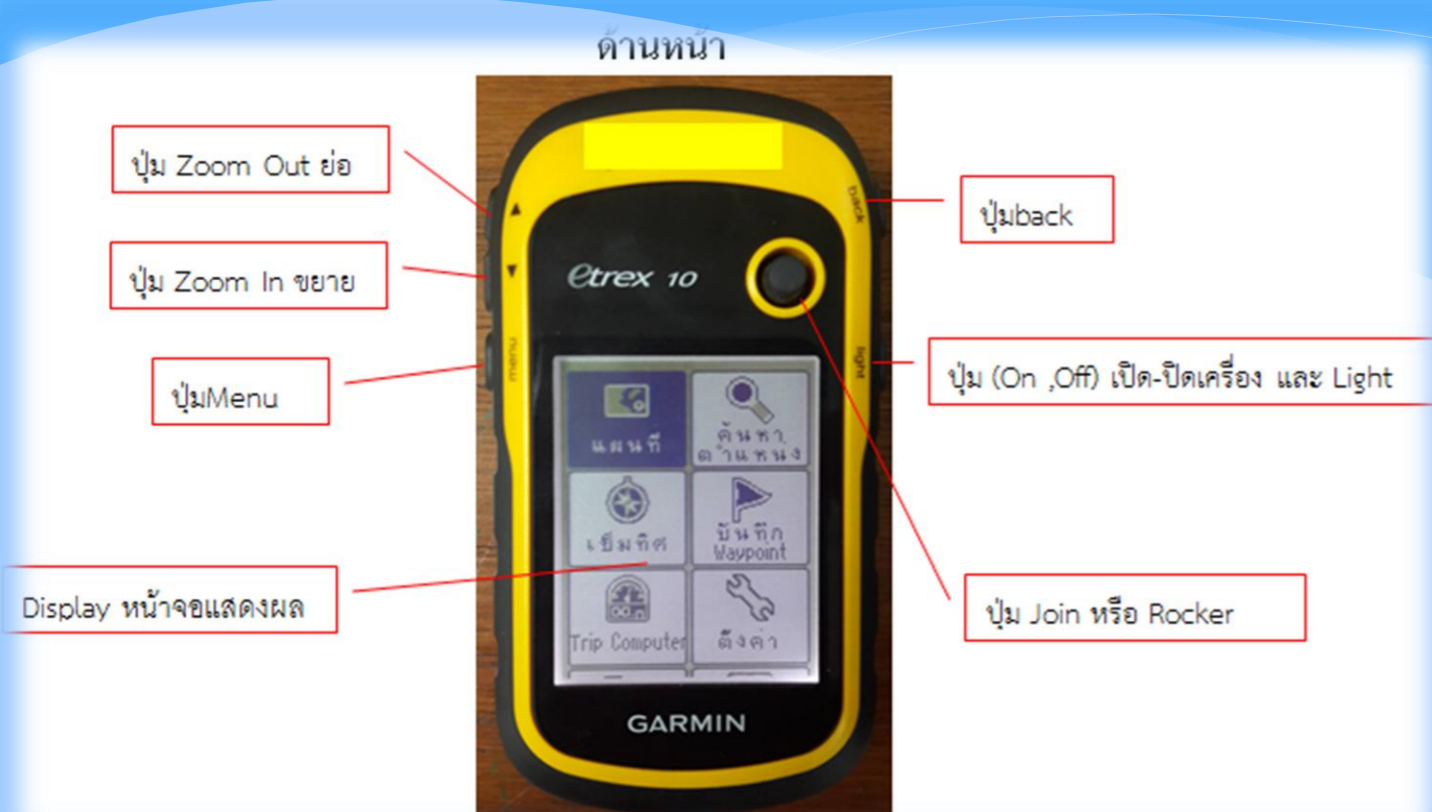 ด้านหน้า
ปุ่ม Zoom Out ย่อ
ปุ่มback
ปุ่ม Zoom In ขยาย
ปุ่มMenu
ปุ่ม (On ,Off) เปิด-ปิดเครื่อง และ Light
Display หน้าจอแสดงผล
ปุ่ม Join หรือ Rocker
back
etrex 10
menu
light
แผนที่
ค้นหา
ตำแหน่ง
เข็มทิศ
บันทึก
Waypoint
Trip Computer
ตั้งค่า
GARMIN